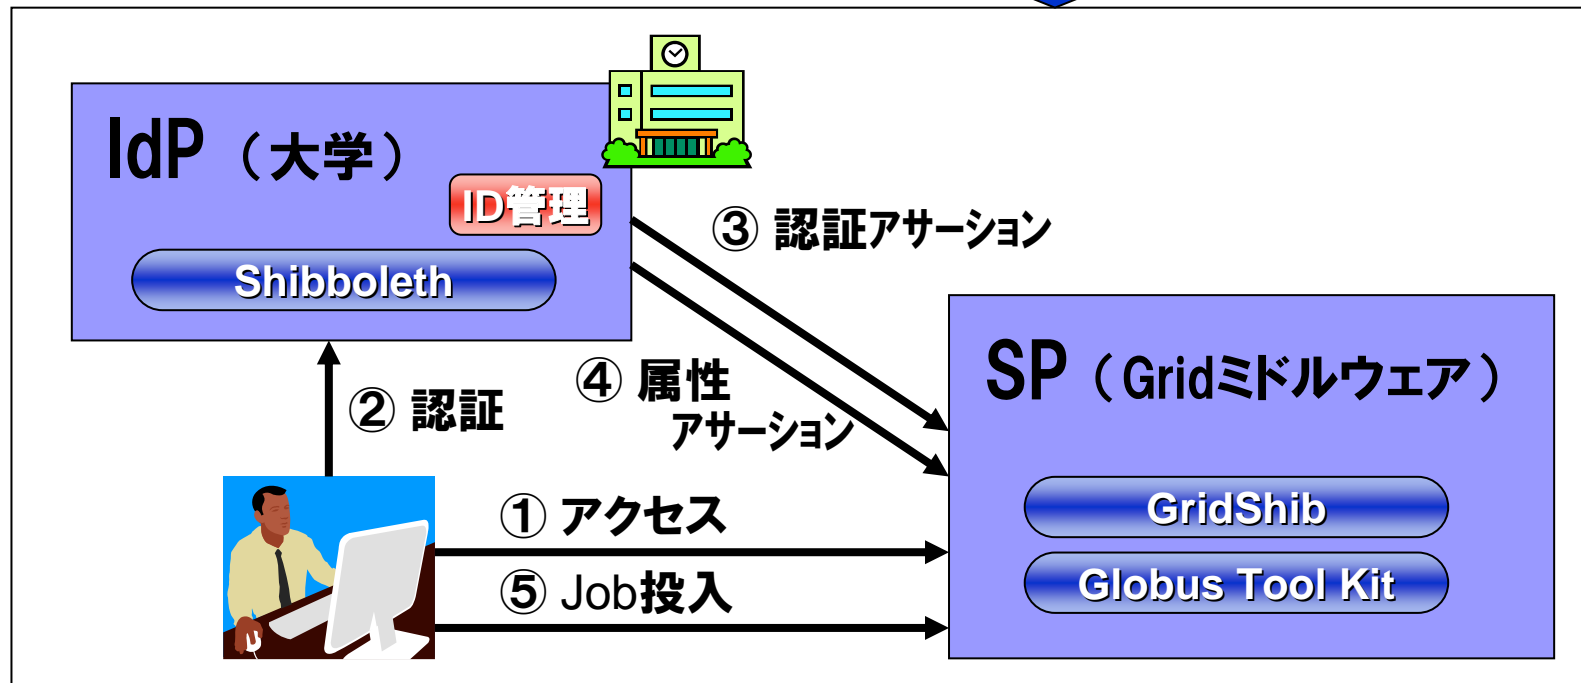 IdP（大学）
ID管理
Shibboleth
③ 認証アサーション
④ 属性
アサーション
② 認証
SP（Gridミドルウェア）
① アクセス
GridShib
⑤ Job投入
Globus Tool Kit